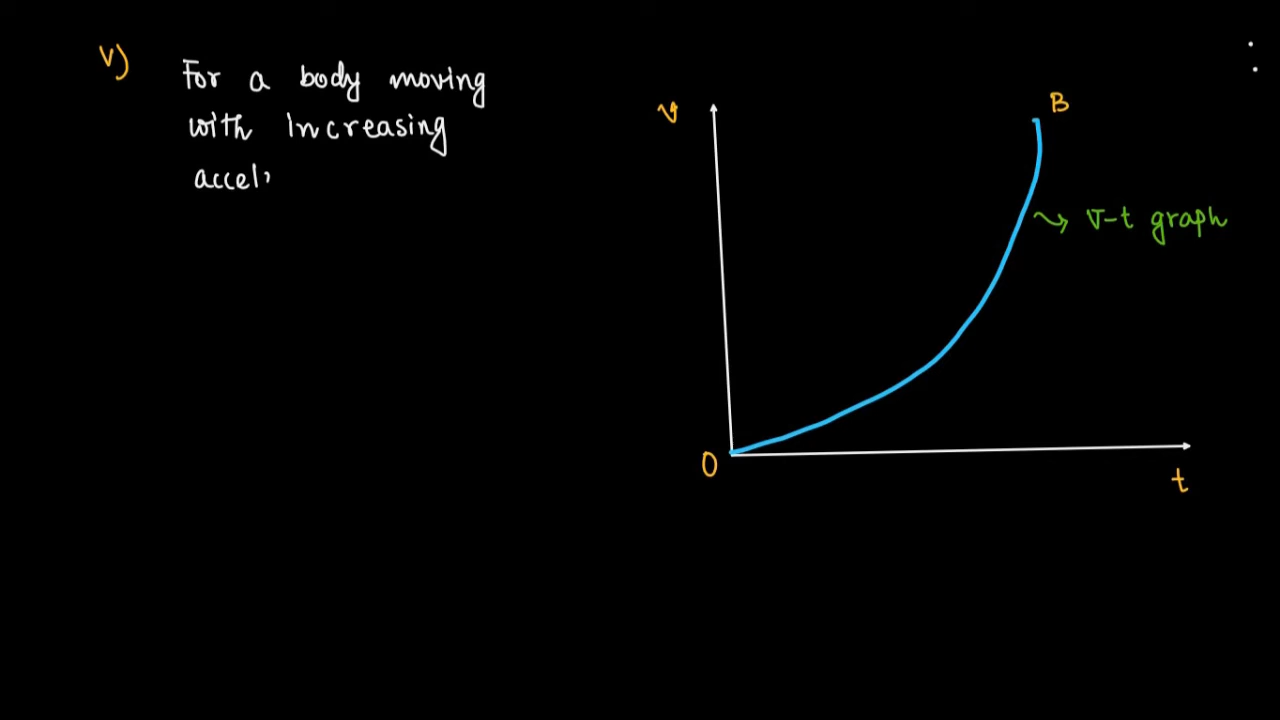 v)
For a body moving
with increasing
accel
v
B
v-t graph
O
t